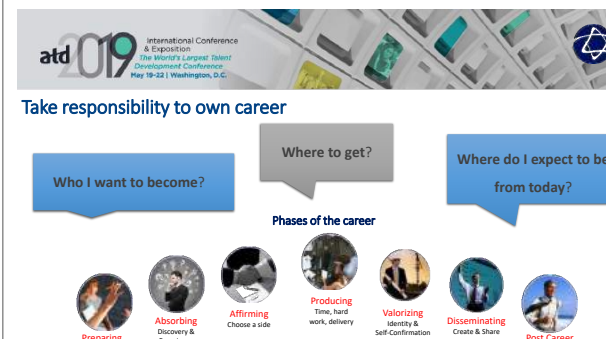 atd 2019
International Conference
& Exposition
The World's Largest Talent
Development Conference
May 19-22 | Washington, D.C.
Take responsibility to own career
Who I want to become?
Where to get?
Where do I expect to be
from today?
Phases of the career
Preparing
Absorbing
Discovery &
Affirming
Choose a side
Producing
Time, hard
work, delivery
Valorizing
Identity &
Self-Confirmation
Disseminating
Create & Share
Post Career